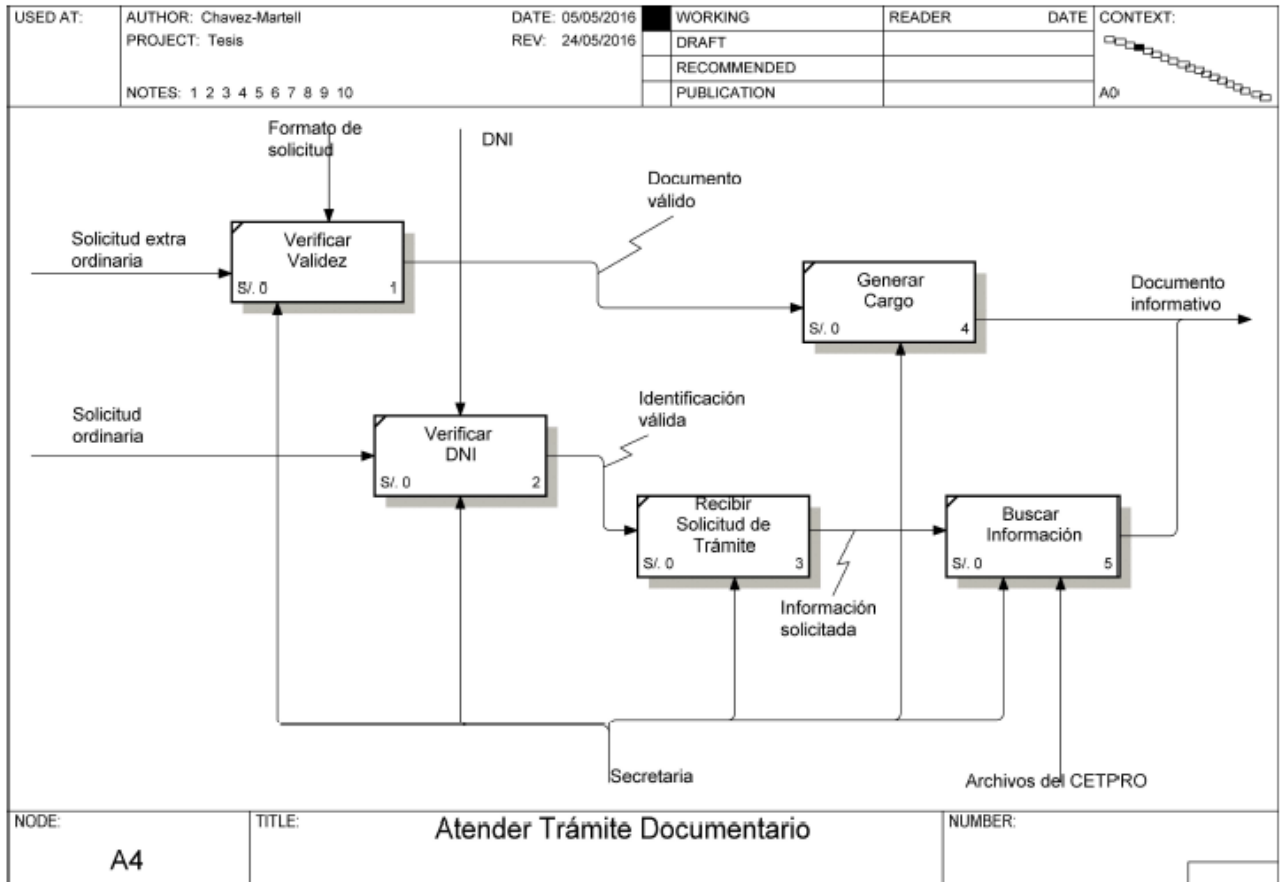 USED AT:
AUTHOR: Chavez-Martell
DATE: 05/05/2016
PROJECT: Tesis
REV: 24/05/2016
NOTES: 1 2 3 4 5 6 7 8 9 10
WORKING
DRAFT
RECOMMENDED
PUBLICATION
READER
DATE
CONTEXT:
A0
Formato de
solicitud
DNI
Documento
válido
Solicitud extra
ordinaria
Verificar
Validez
S/. 0
1
Generar
Cargo
S/. 0
4
Documento
informativo
Solicitud
ordinaria
Verificar
DNI
S/. 0
2
Identificación
válida
Recibir
Solicitud de
Trámite
S/. 0
3
Buscar
Información
S/. 0
5
Información
solicitada
Secretaria
Archivos del CETPRO
NODE:
A4
TITLE:
Atender Trámite Documentario
NUMBER: